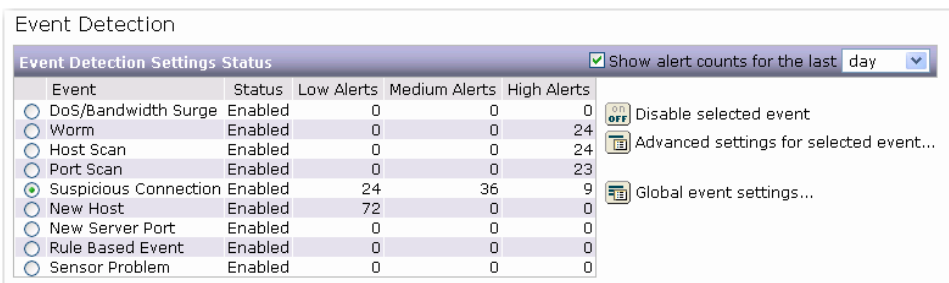 Event Detection
Event Detection Settings Status Show alert counts for the last day
Event Status Low Alerts Medium Alerts High Alerts
DoS/Bandwidth Surge Enabled 0 0 0 on OFF Disable selected event
Worm Enabled 0 0 24
Host Scan Enabled 0 0 24 Advanced settings for selected event...
Port Scan Enabled 0 0 23
Suspicious Connection Enabled 24 36 9 Global event settings...
New Host Enabled 72 0 0
New Server Port Enabled 0 0 0
Rule Based Event Enabled 0 0 0
Sensor Problem Enabled 0 0 0